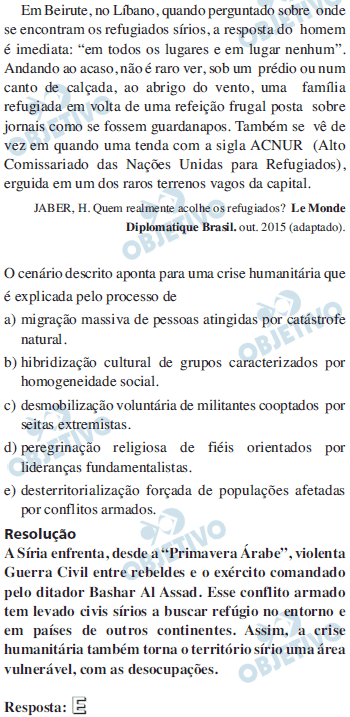 Em Beirute, no Líbano, quando perguntado sobre onde
se encontram os refugiados sírios, a resposta do homem
é imediata: “em todos os lugares e em lugar nenhum”.
Andando ao acaso, não é raro ver, sob um prédio ou num
canto de calçada, ao abrigo do vento, uma família
refugiada em volta de uma refeição frugal posta sobre
jornais como se fossem guardanapos. Também se vê de
vez em quando uma tenda com a sigla ACNUR (Alto
Comissariado das Nações Unidas para Refugiados),
erguida em um dos raros terrenos vagos da capital.
JABER, H. Quem realmente acolhe os refugiados? Le Monde
Diplomatique Brasil. out. 2015 (adaptado).
O cenário descrito aponta para uma crise humanitária que
é explicada pelo processo de
a) migração massiva de pessoas atingidas por catástrofe
natural.
b) hibridização cultural de grupos caracterizados por
homogeneidade social.
c) desmobilização voluntária de militantes cooptados por
seitas extremistas.
d) peregrinação religiosa de fiéis orientados por
lideranças fundamentalistas.
e) desterritorialização forçada de populações afetadas
por conflitos armados.
Resolução
A Síria enfrenta, desde a “Primavera Árabe”, violenta
Guerra Civil entre rebeldes e o exército comandado
pelo ditador Bashar Al Assad. Esse conflito armado
tem levado civis sírios a buscar refúgio no entorno e
em países de outros continentes. Assim, a crise
humanitária também torna o território sírio uma área
vulnerável, com as desocupações.
Resposta: E
OBJETIVO
OBJETIVO
OBJETIVO
OBJETIVO
OBJETIVO
OBJETIVO
OBJETIVO